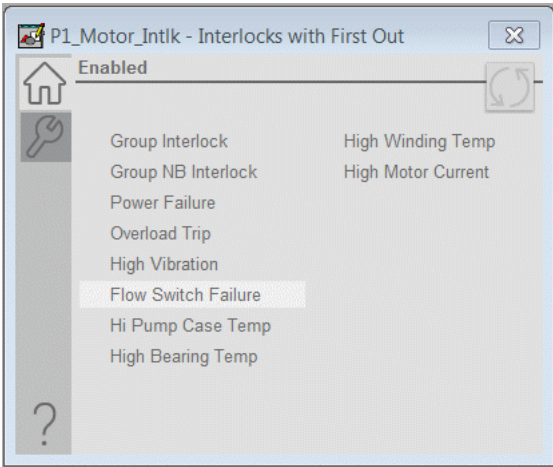 P1_Motor_Intlk - Interlocks with First Out
Enabled
Group Interlock
Group NB Interlock
Power Failure
Overload Trip
High Vibration
Flow Switch Failure
Hi Pump Case Temp
High Bearing Temp
High Winding Temp
High Motor Current
?